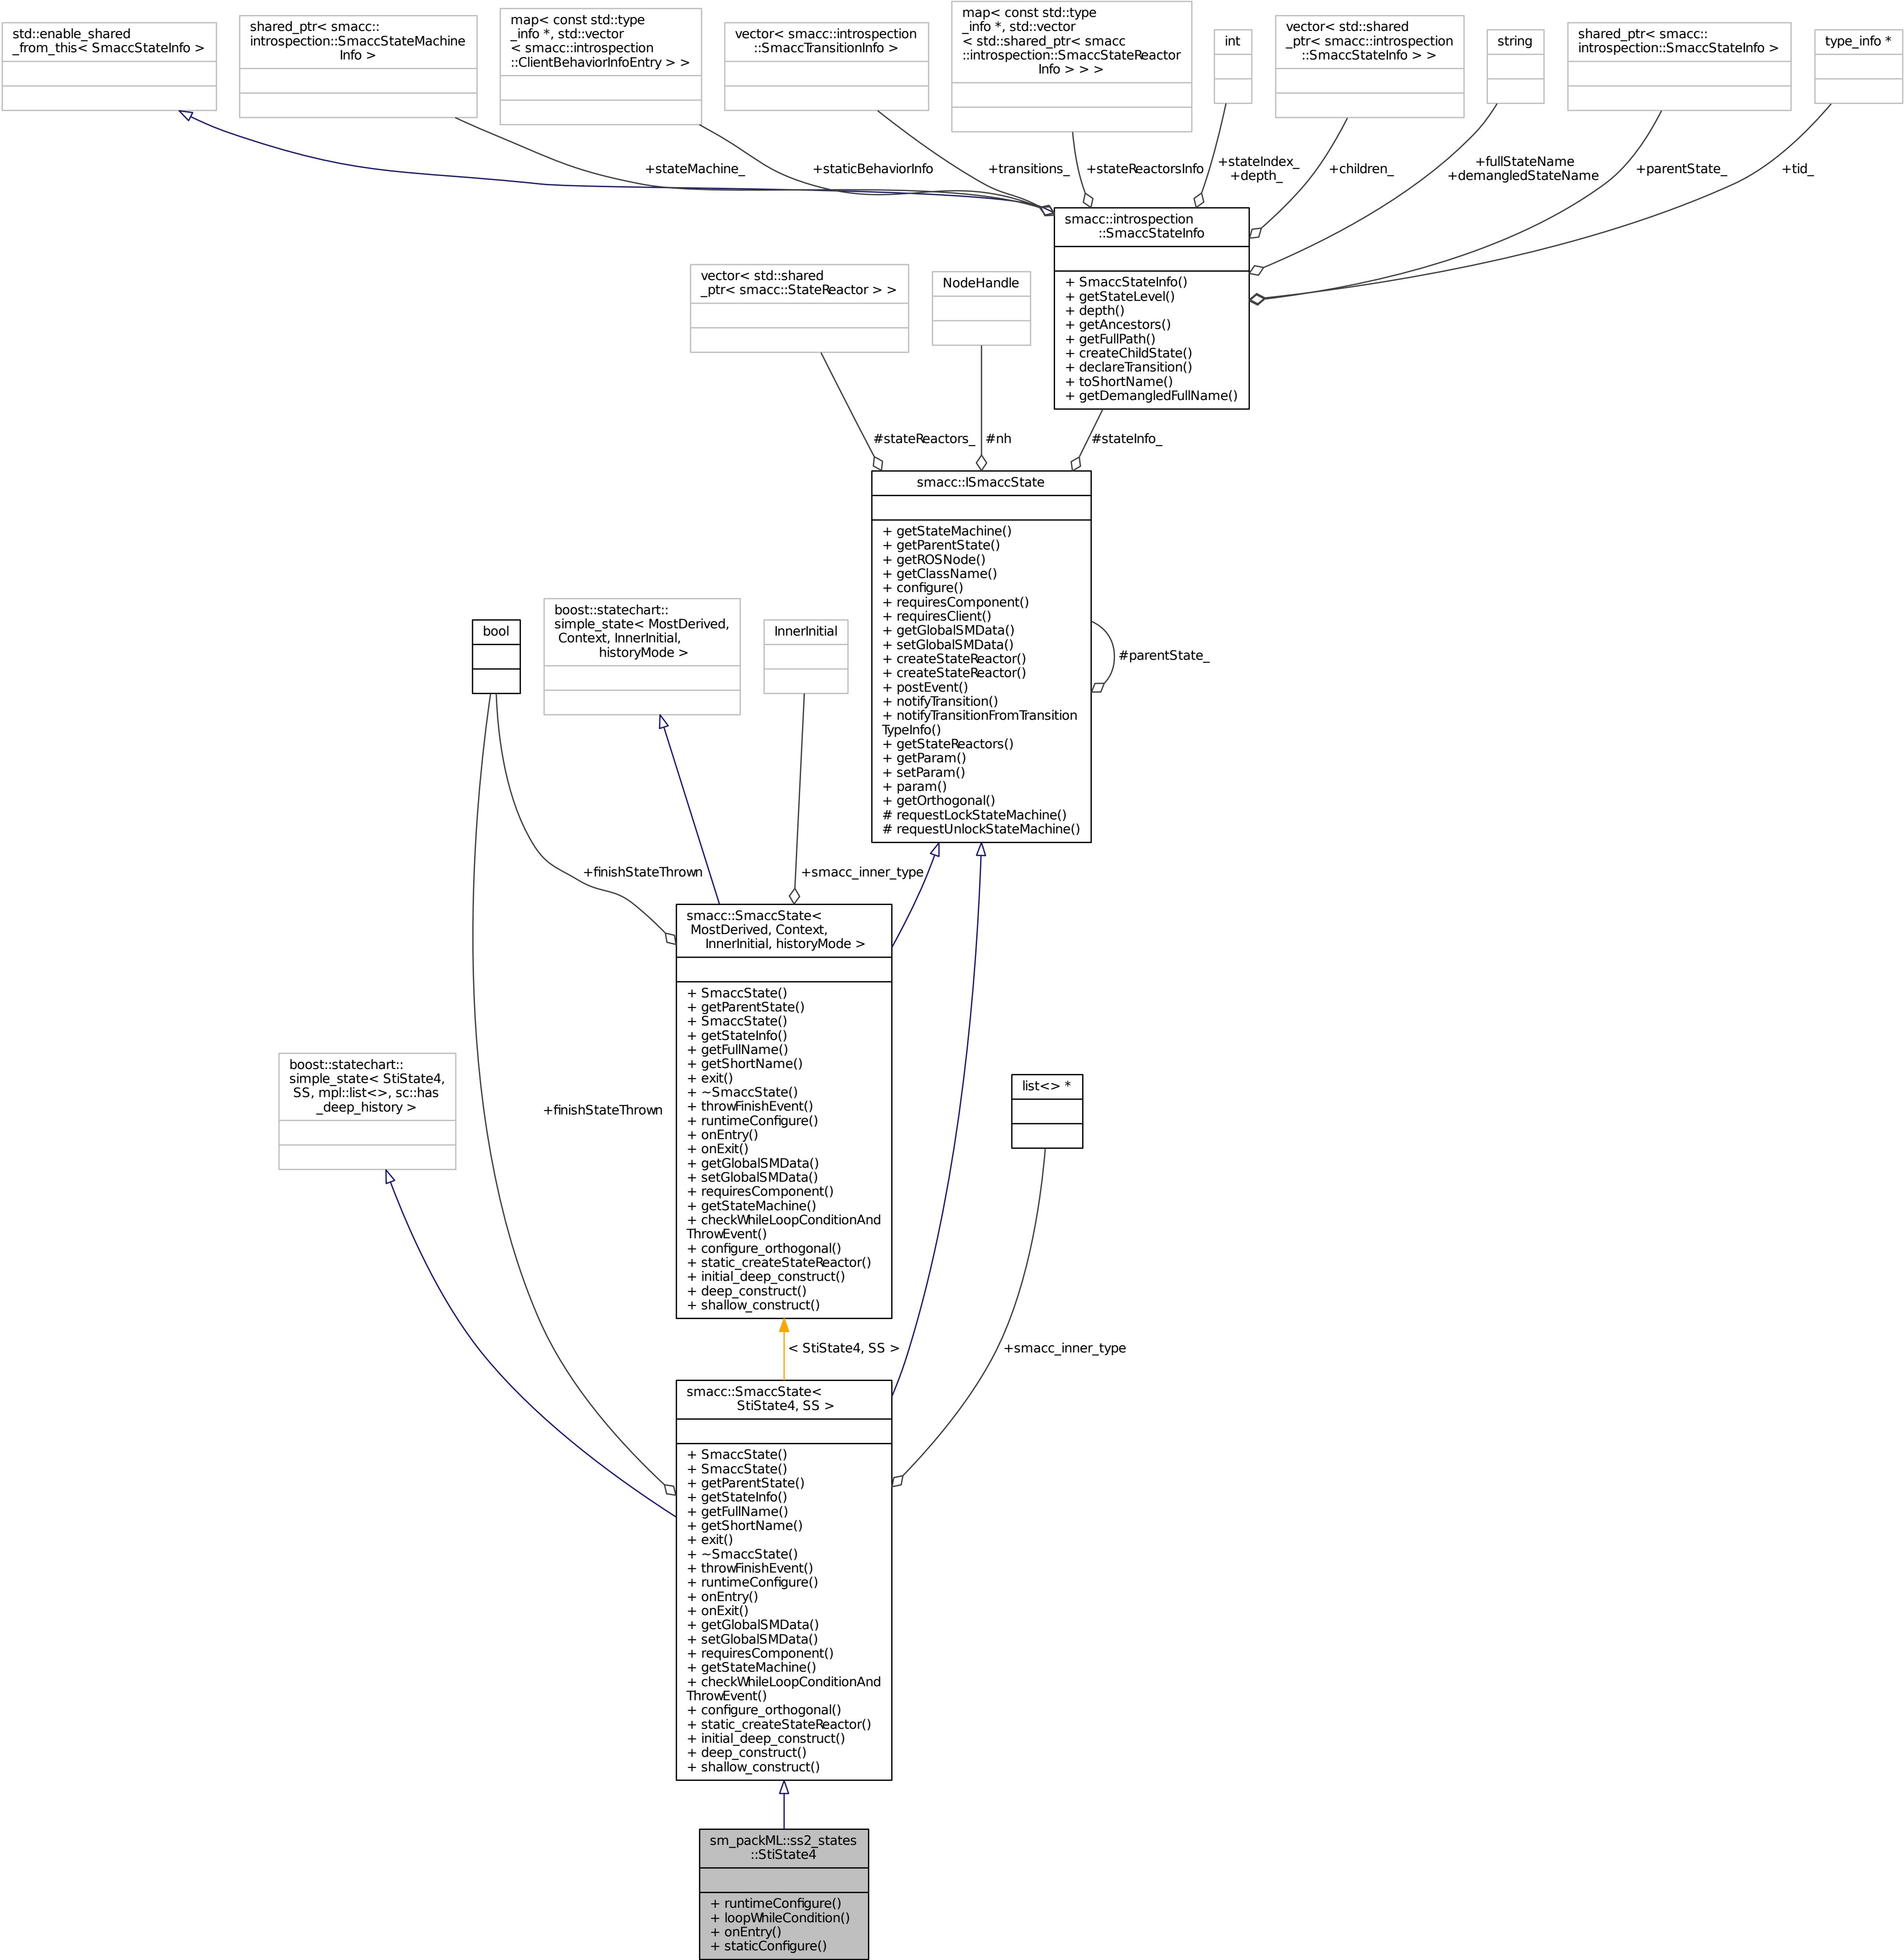 std::enable_shared
_from_this< SmaccStateInfo >
shared_ptr< smacc::
introspection::SmaccStateMachine
Info >
map< const std::type
_info *, std::vector
< smacc::introspection
::ClientBehaviorInfoEntry > >
vector< smacc::introspection
::SmaccTransitionInfo >
map< const std::type
_info *, std::vector
< std::shared_ptr< smacc
::introspection::SmaccStateReactor
Info > > >
int
vector< std::shared
_ptr< smacc::introspection
::SmaccStateInfo > >
string
shared_ptr< smacc::
introspection::SmaccStateInfo >
type_info *
+stateMachine_
+staticBehaviorInfo
+transitions_
+stateReactorsInfo
+stateIndex_
+depth_
+children_
+fullStateName
+demangledStateName
+parentState_
+tid_
smacc::introspection
::SmaccStateInfo
+ SmaccStateInfo()
+ getStateLevel()
+ depth()
+ getAncestors()
+ getFullPath()
+ createChildState()
+ declareTransition()
+ toShortName()
+ getDemangledFullName()
vector< std::shared
_ptr< smacc::StateReactor > >
NodeHandle
#stateReactors_
#nh
#stateInfo_
smacc::ISmaccState
+ getStateMachine()
+ getParentState()
+ getROSNode()
+ getClassName()
+ configure()
+ requiresComponent()
+ requiresClient()
+ getGlobalSMData()
+ setGlobalSMData()
+ createStateReactor()
+ createStateReactor()
+ postEvent()
+ notifyTransition()
+ notifyTransitionFromTransition
TypeInfo()
+ getStateReactors()
+ getParam()
+ setParam()
+ param()
+ getOrthogonal()
# requestLockStateMachine()
# requestUnlockStateMachine()
#parentState_
bool
boost::statechart::
simple_state< MostDerived,
Context, InnerInitial,
historyMode >
InnerInitial
+finishStateThrown
+smacc_inner_type
smacc::SmaccState<
MostDerived, Context,
InnerInitial, historyMode >
+ SmaccState()
+ getParentState()
+ SmaccState()
+ getStateInfo()
+ getFullName()
+ getShortName()
+ exit()
+ ~SmaccState()
+ throwFinishEvent()
+ runtimeConfigure()
+ onEntry()
+ onExit()
+ getGlobalSMData()
+ setGlobalSMData()
+ requiresComponent()
+ getStateMachine()
+ checkWhileLoopConditionAnd
ThrowEvent()
+ configure_orthogonal()
+ static_createStateReactor()
+ initial_deep_construct()
+ deep_construct()
+ shallow_construct()
boost::statechart::
simple_state< StiState4,
SS, mpl::list<>, sc::has
_deep_history >
+finishStateThrown
list<> *
< StiState4, SS >
+smacc_inner_type
smacc::SmaccState<
StiState4, SS >
+ SmaccState()
+ SmaccState()
+ getParentState()
+ getStateInfo()
+ getFullName()
+ getShortName()
+ exit()
+ ~SmaccState()
+ throwFinishEvent()
+ runtimeConfigure()
+ onEntry()
+ onExit()
+ getGlobalSMData()
+ setGlobalSMData()
+ requiresComponent()
+ getStateMachine()
+ checkWhileLoopConditionAnd
ThrowEvent()
+ configure_orthogonal()
+ static_createStateReactor()
+ initial_deep_construct()
+ deep_construct()
+ shallow_construct()
sm_packML::ss2_states
::StiState4
+ runtimeConfigure()
+ loopWhileCondition()
+ onEntry()
+ staticConfigure()